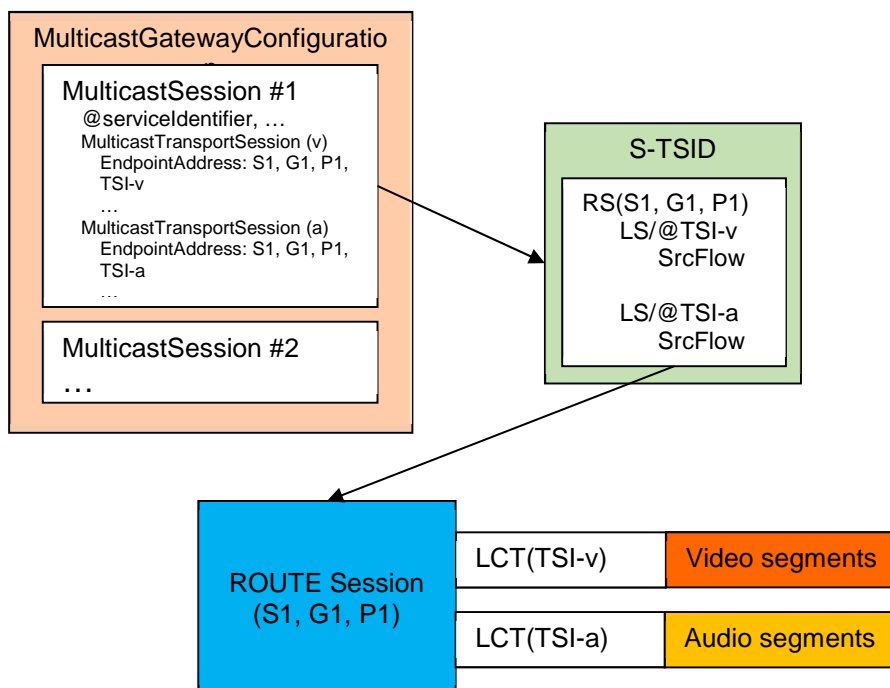 MulticastGatewayConfiguratio
MulticastSession #1
@serviceIdentifier, …
MulticastTransportSession (v)
EndpointAddress: S1, G1, P1,
TSI-v
…
MulticastTransportSession (a)
EndpointAddress: S1, G1, P1,
TSI-a
…
MulticastSession #2
…
S-TSID
RS(S1, G1, P1)
LS/@TSI-v
SrcFlow
LS/@TSI-a
SrcFlow
ROUTE Session
(S1, G1, P1)
LCT(TSI-v)
Video segments
LCT(TSI-a)
Audio segments